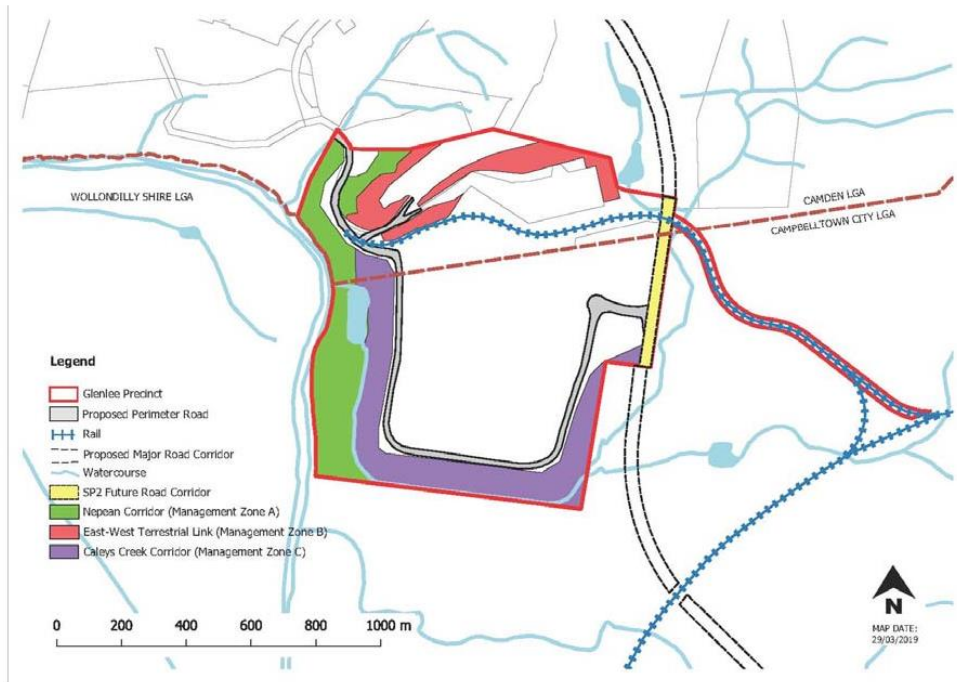 WOLLONDILLY SHIRE LGA
CAMDEN LGA
CAMPBELLTOWN CITY LGA
Legend
Glenlee Precinct
Proposed Perimeter Road
Rail
Proposed Major Road Corridor
Watercourse
SP2 Future Road Corridor
Nepean Corridor (Management Zone A)
East-West Terrestrial Link (Management Zone B)
Caleys Creek Corridor (Management Zone C)
0 200 400 600 800 1000 m
N
MAP DATE:
29/03/2019